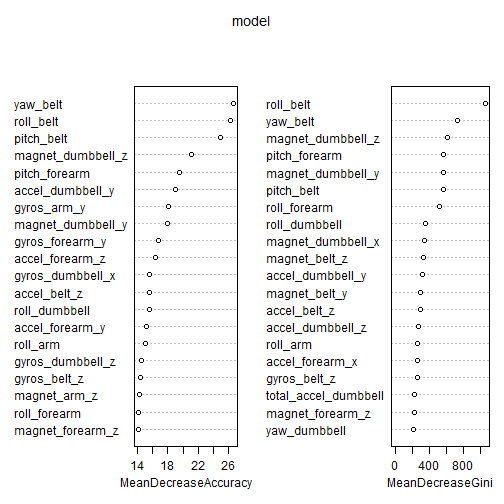 model
yaw_belt
roll_belt
pitch_belt
magnet_dumbbell_z
pitch_forearm
accel_dumbbell_y
gyros_arm_y
magnet_dumbbell_y
gyros_forearm_y
accel_forearm_z
gyros_dumbbell_x
accel_belt_z
roll_dumbbell
accel_forearm_y
roll_arm
gyros_dumbbell_z
gyros_belt_z
magnet_arm_z
roll_forearm
magnet_forearm_z
14 18 22 26
MeanDecreaseAccuracy
roll_belt
yaw_belt
magnet_dumbbell_z
pitch_forearm
magnet_dumbbell_y
pitch_belt
roll_forearm
roll_dumbbell
magnet_dumbbell_x
magnet_belt_z
accel_dumbbell_y
magnet_belt_y
accel_belt_z
accel_dumbbell_z
roll_arm
accel_forearm_x
gyros_belt_z
total_accel_dumbbell
magnet_forearm_z
yaw_dumbbell
0 400 800
MeanDecreaseGini